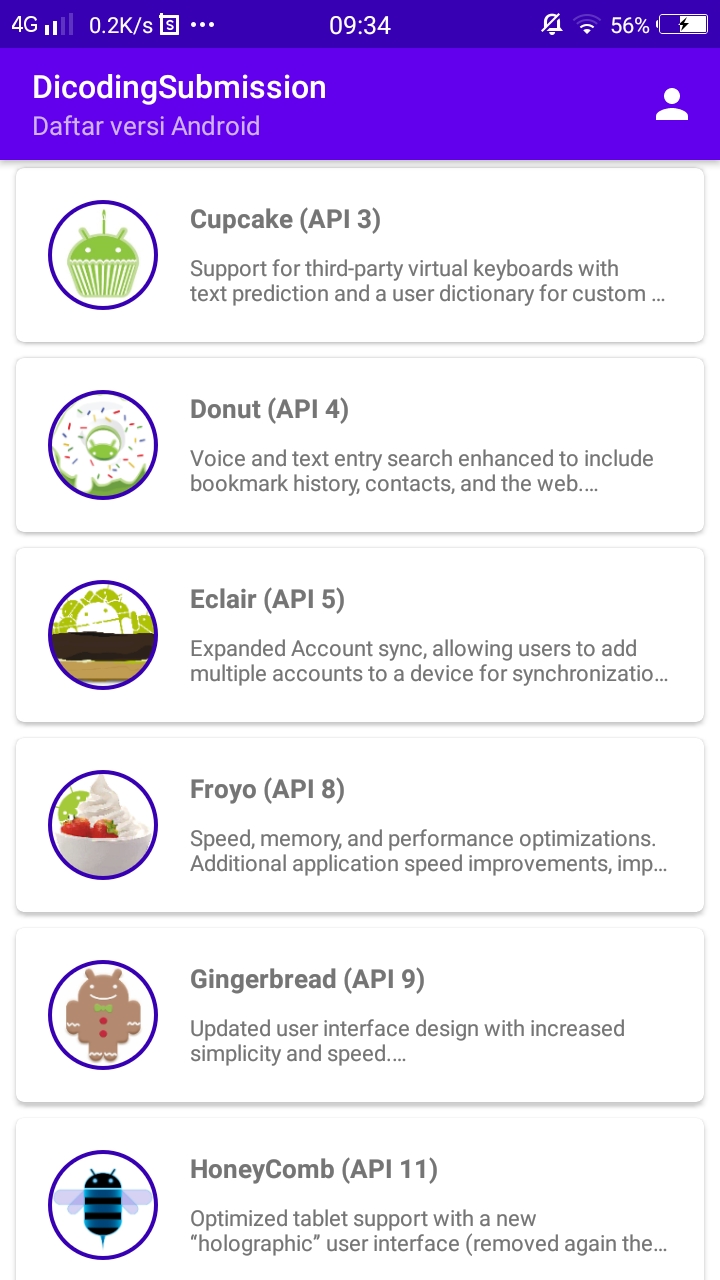 4G 0.2K/s S ... 09:34 56%
DicodingSubmission
Daftar versi Android
Cupcake (API 3)
Support for third-party virtual keyboards with
text prediction and a user dictionary for custom …
Donut (API 4)
Voice and text entry search enhanced to include
bookmark history, contacts, and the web.…
Eclair (API 5)
Expanded Account sync, allowing users to add
multiple accounts to a device for synchronizatio…
Froyo (API 8)
Speed, memory, and performance optimizations.
Additional application speed improvements, imp…
Gingerbread (API 9)
Updated user interface design with increased
simplicity and speed.…
HoneyComb (API 11)
Optimized tablet support with a new
“holographic” user interface (removed again the…